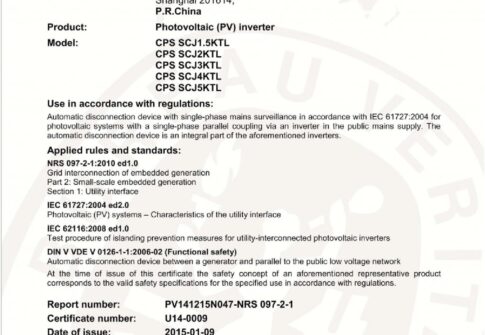 Shanghai 201614,
P.R.China
Product: Photovoltaic (PV) inverter
Model: CPS SCJ1.5KTL
CPS SCJ2KTL
CPS SCJ3KTL
CPS SCJ4KTL
CPS SCJ5KTL
Use in accordance with regulations:
Automatic disconnection device with single-phase mains surveillance in accordance with IEC 61727:2004 for
photovoltaic systems with a single-phase parallel coupling via an inverter in the public mains supply. The
automatic disconnection device is an integral part of the aforementioned inverters.
Applied rules and standards:
NRS 097-2-1:2010 ed1.0
Grid interconnection of embedded generation
Part 2: Small-scale embedded generation
Section 1: Utility interface
IEC 61727:2004 ed2.0
Photovoltaic (PV) systems – Characteristics of the utility interface
IEC 62116:2008 ed1.0
Test procedure of islanding prevention measures for utility-interconnected photovoltaic inverters
DIN V VDE V 0126-1-1:2006-02 (Functional safety)
Automatic disconnection device between a generator and parallel to the public low voltage network
At the time of issue of this certificate the safety concept of an aforementioned representative product
corresponds to the valid safety specifications for the specified use in accordance with regulations.
Report number: PV141215N047-NRS 097-2-1
Certificate number: U14-0009
Date of issue: 2015-01-09